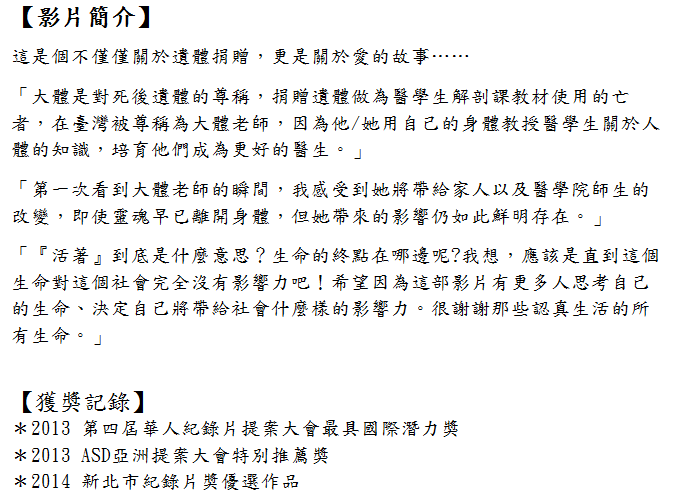 【影片簡介】
這是個不僅僅關於遺體捐贈，更是關於愛的故事⋯⋯
「大體是對死後遺體的尊稱，捐贈遺體做為醫學生解剖課教材使用的亡
者，在臺灣被尊稱為大體老師，因為他/她用自己的身體教授醫學生關於人
體的知識，培育他們成為更好的醫生。」
「第一次看到大體老師的瞬間，我感受到她將帶給家人以及醫學院師生的
改變，即使靈魂早已離開身體，但她帶來的影響仍如此鮮明存在。」
「『活著』到底是什麼意思？生命的終點在哪邊呢?我想，應該是直到這個
生命對這個社會完全沒有影響力吧！希望因為這部影片有更多人思考自己
的生命、決定自己將帶給社會什麼樣的影響力。很謝謝那些認真生活的所
有生命。」
【獲獎記錄】
＊2013 第四屆華人紀錄片提案大會最具國際潛力獎
＊2013 ASD亞洲提案大會特別推薦獎
＊2014 新北市紀錄片獎優選作品